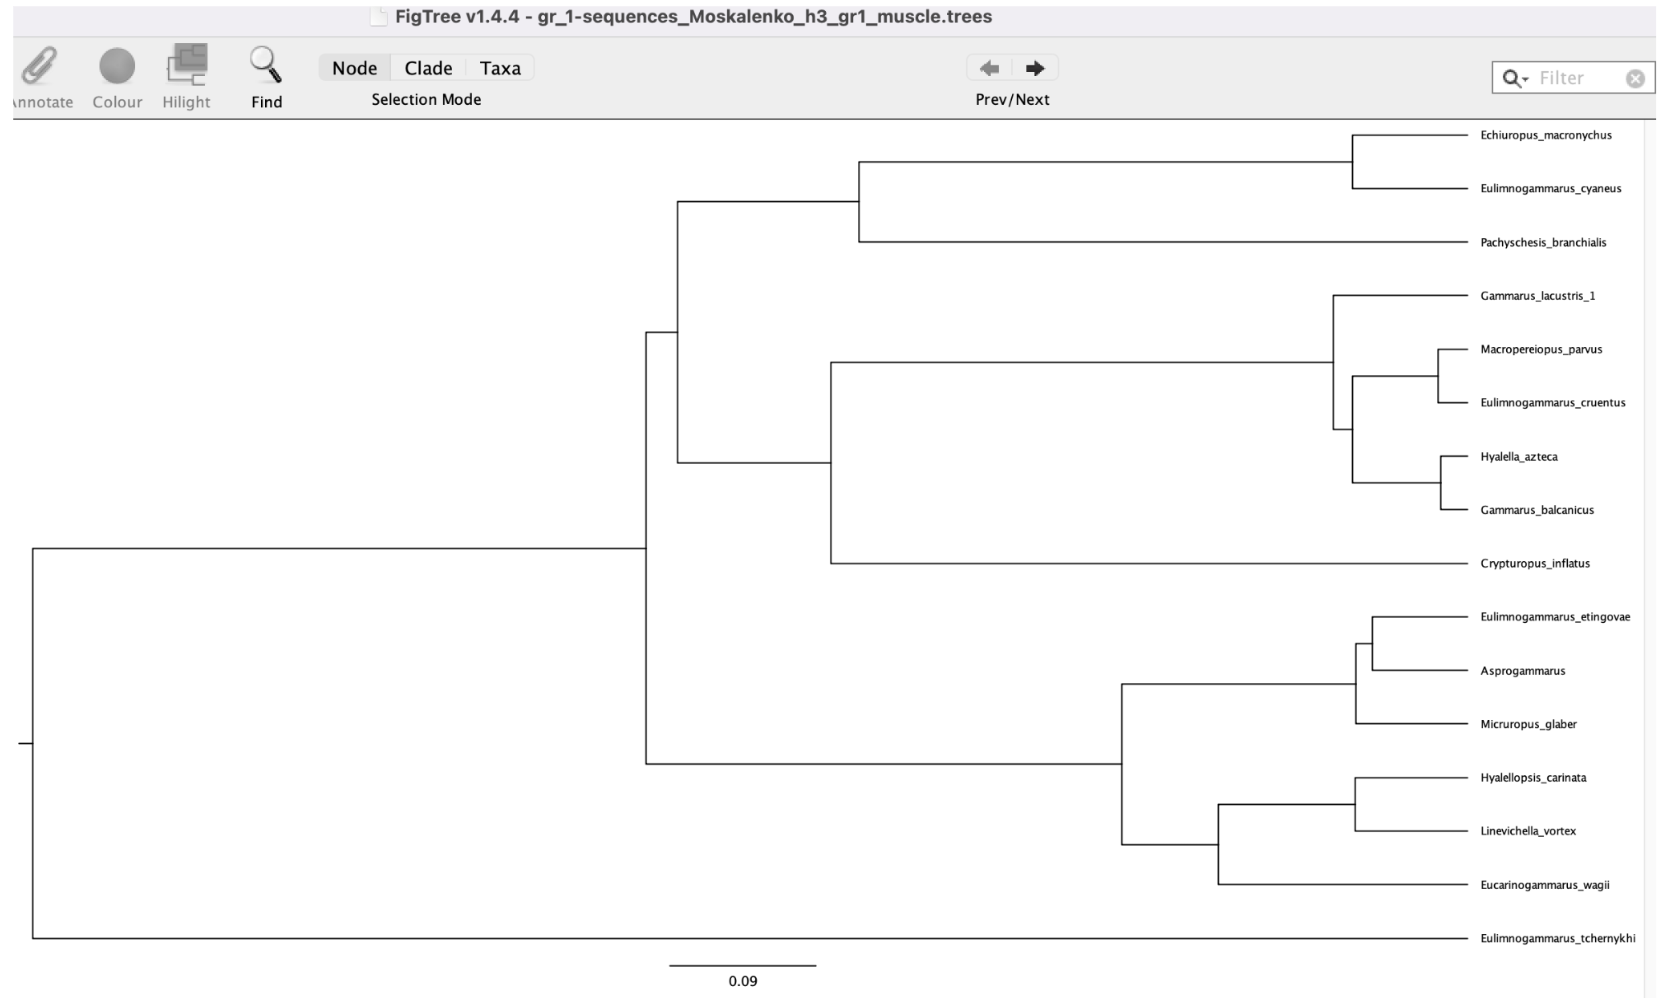 FigTree v1.4.4 - gr_1-sequences_Moskalenko_h3_gr1_muscle.trees
Node Clade Taxa
Filter
nnotate Colour Hilight Find Selection Mode Prev/Next
Echiuropus_macronychus
Eulimnogammarus_cyaneus
Pachyschesis_branchialis
Gammarus_lacustris_1
Macropereiopus_parvus
Eulimnogammarus_cruentus
Hyalella_azteca
Gammarus_balcanicus
Crypturopus_inflatus
Eulimnogammarus_etingovae
Asprogammarus
Micruropus_glaber
Hyalellopsis_carinata
Linevichella_vortex
Eucarinogammarus_wagii
Eulimnogammarus_tchernykhi
0.09